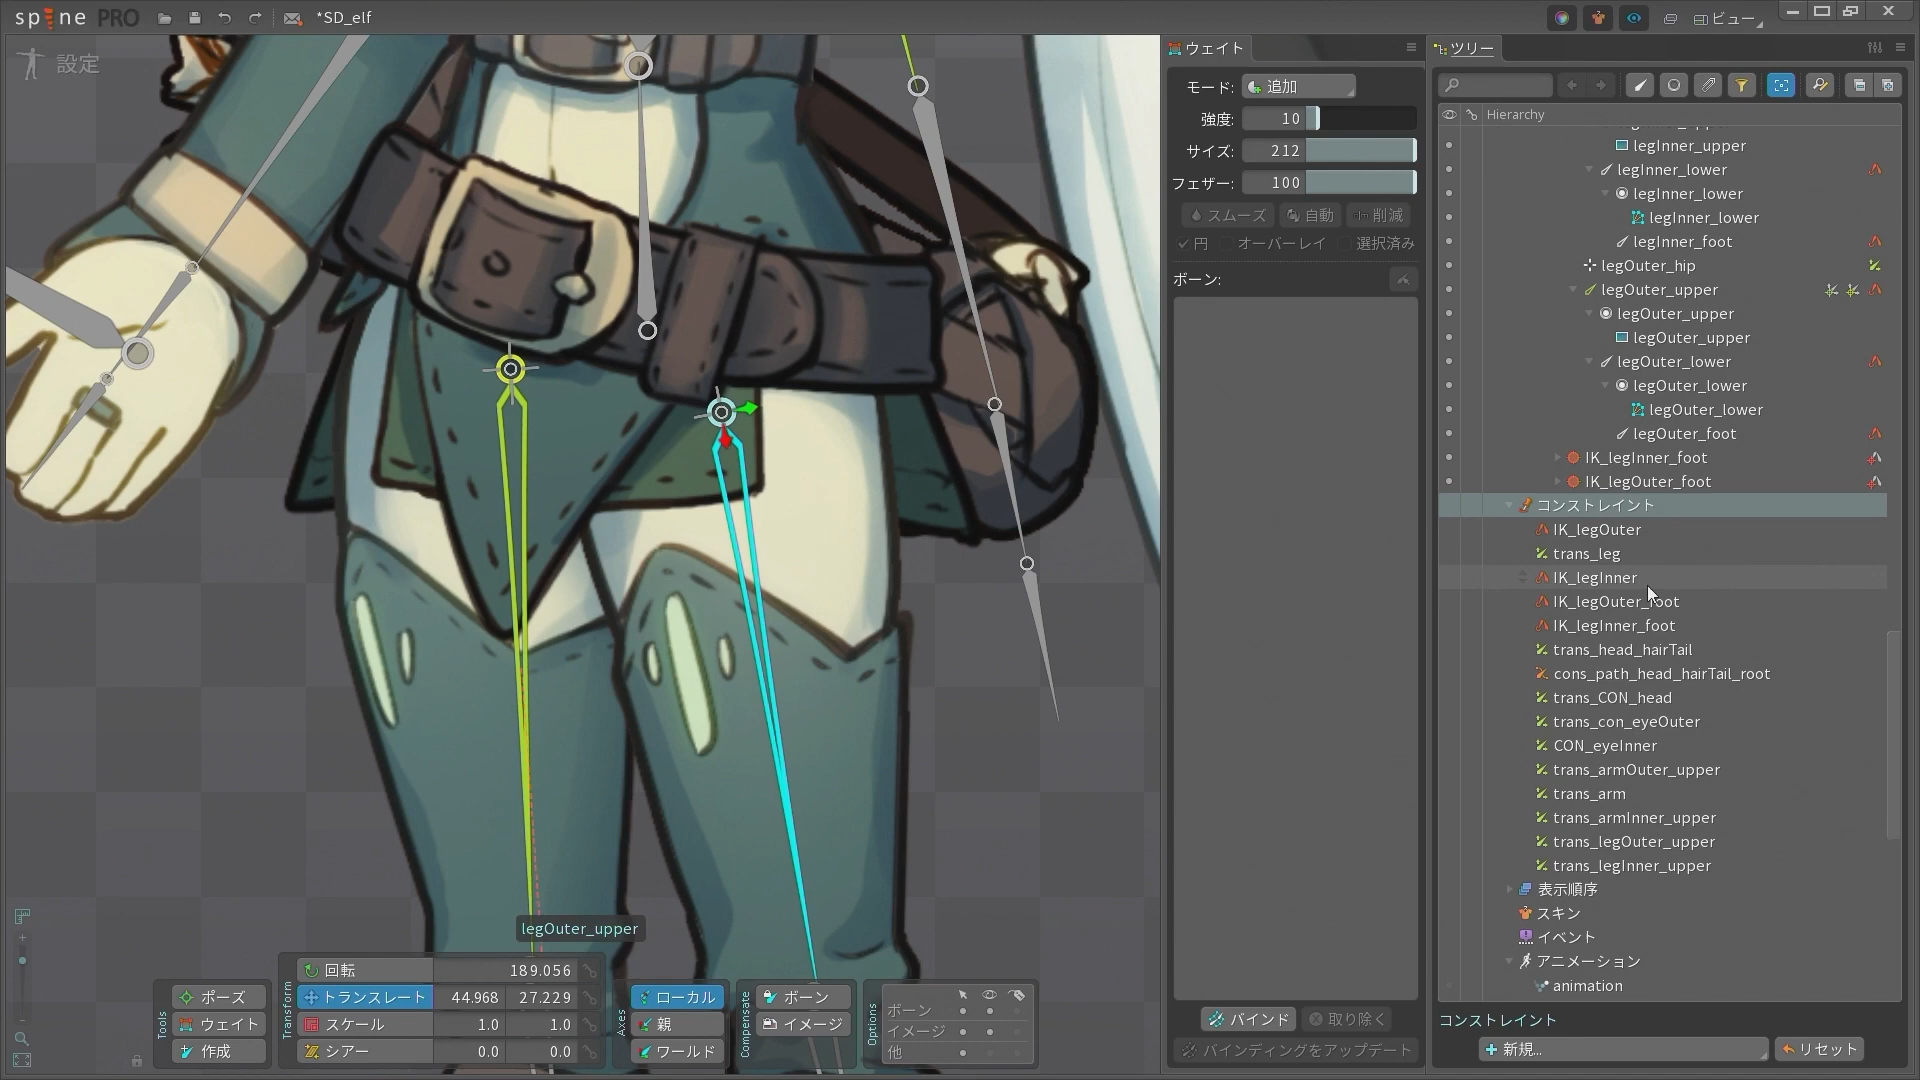 spine PRO
*SD_elf
ビュー
設定
ウェイト
モード: 追加
強度: 10
サイズ: 212
フェザー: 100
スムーズ 自動 削減
円 オーバーレイ 選択済み
ボーン:
バインド 取り除く
バインディングをアップデート
ツリー
Hierarchy
legInner_upper
legInner_lower
legInner_lower
legInner_lower
legInner_foot
legOuter_hip
legOuter_upper
legOuter_upper
legOuter_upper
legOuter_lower
legOuter_lower
legOuter_lower
legOuter_foot
IK_legInner_foot
IK_legOuter_foot
コンストレイント
IK_legOuter
trans_leg
IK_legInner
IK_legOuter_foot
IK_legInner_foot
trans_head_hairTail
cons_path_head_hairTail_root
trans_CON_head
trans_con_eyeOuter
CON_eyeInner
trans_armOuter_upper
trans_arm
trans_armInner_upper
trans_legOuter_upper
trans_legInner_upper
表示順序
スキン
イベント
アニメーション
animation
コンストレイント
新規...
リセット
legOuter_upper
Tools
ポーズ
ウェイト
作成
Transform
回転 189.056
トランスレート 44.968 27.229
スケール 1.0 1.0
シアー 0.0 0.0
Axes
ローカル
親
ワールド
Compensate
ボーン
イメージ
Options
ボーン
イメージ
他